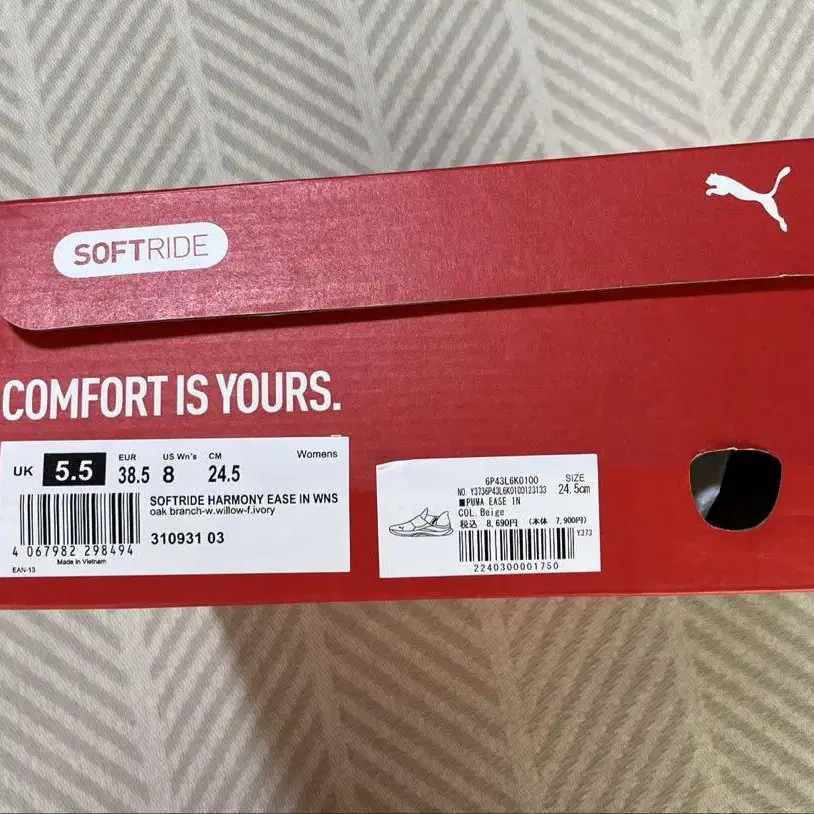 SOFTRIDE
COMFORT IS YOURS.
UK 5.5 EUR 38.5 US Wn's 8 CM 24.5 Womens
SOFTRIDE HARMONY EASE IN WNS
oak branch-w.willow-f.ivory
310931 03
4 067982 298494
Made in Vietnam
EAN-13
6P43L6K0100
NO. Y3736P43L6K0100123133
SIZE
24.5cm
■PUMA EASE IN
COL.Beige
税込 8,690円 (本体 7,900円)
Y373
2240300001750